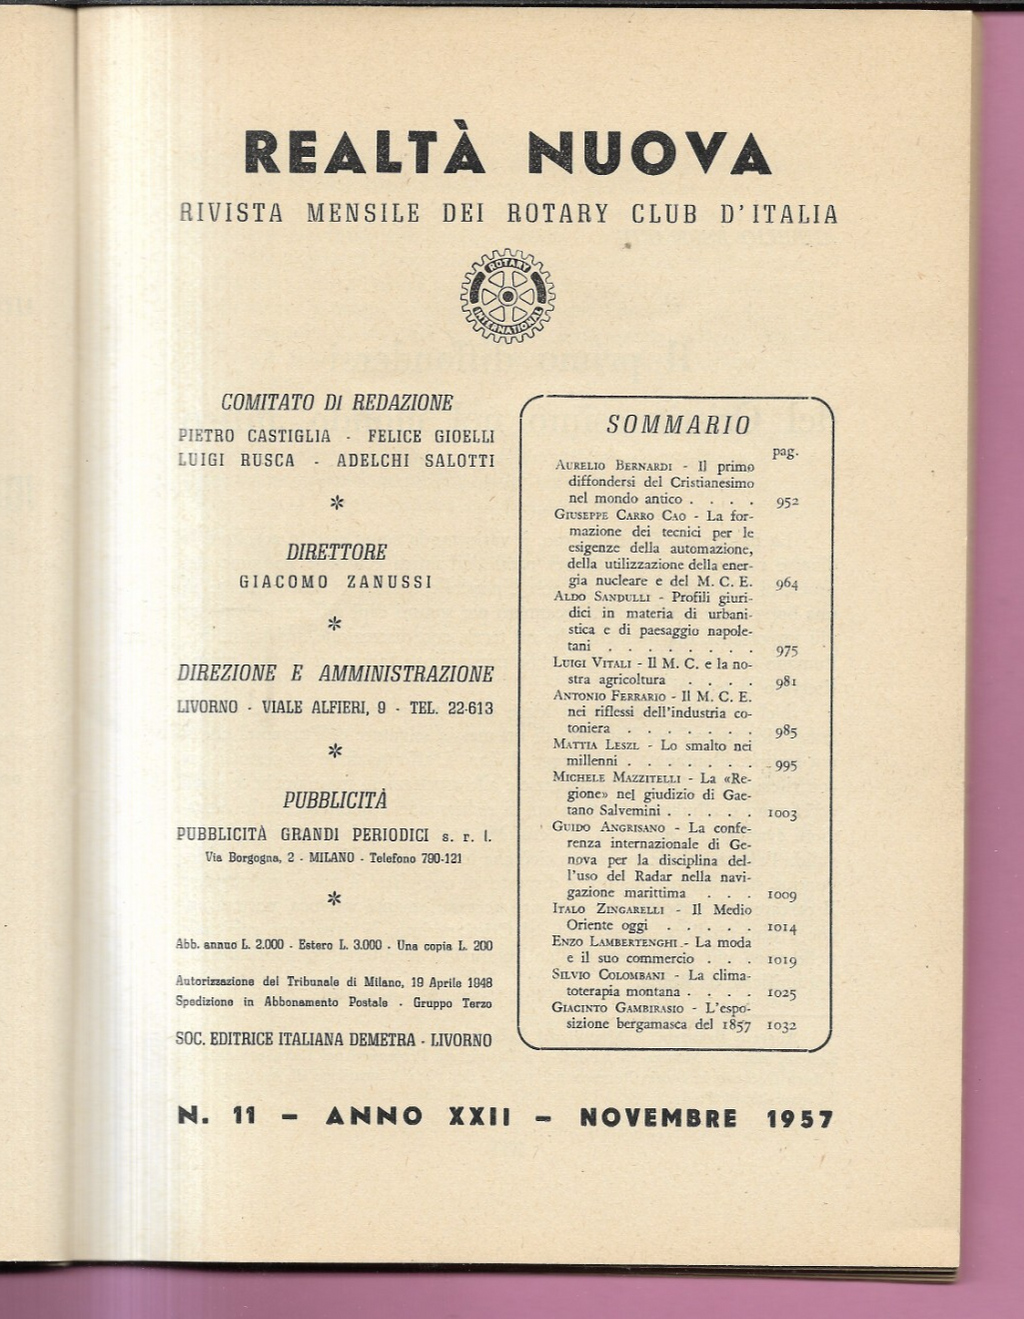 REALTÀ NUOVA
RIVISTA MENSILE DEI ROTARY CLUB D'ITALIA
ROTARY
INTERNATIONAL
COMITATO DI REDAZIONE
PIETRO CASTIGLIA - FELICE GIOELLI
LUIGI RUSCA - ADELCHI SALOTTI
*
DIRETTORE
GIACOMO ZANUSSI
*
DIREZIONE E AMMINISTRAZIONE
LIVORNO - VIALE ALFIERI, 9 - TEL. 22-613
*
PUBBLICITÀ
PUBBLICITÀ GRANDI PERIODICI s. r. l.
Via Borgogna, 2 - MILANO - Telefono 790-121
*
Abb. annuo L. 2.000 - Estero L. 3.000 - Una copia L. 200
Autorizzazione del Tribunale di Milano, 19 Aprile 1948
Spedizione in Abbonamento Postale - Gruppo Terzo
SOC. EDITRICE ITALIANA DEMETRA - LIVORNO
SOMMARIO
pag.
AURELIO BERNARDI - Il primo
diffondersi del Cristianesimo
nel mondo antico . . . . 952
GIUSEPPE CARRO CAO - La for-
mazione dei tecnici per le
esigenze della automazione,
della utilizzazione della ener-
gia nucleare e del M. C. E. 964
ALDO SANDULLI - Profili giuri-
dici in materia di urbani-
stica e di paesaggio napole-
tani . . . . . . . . 975
LUIGI VITALI - Il M. C. e la no-
stra agricoltura . . . . 981
ANTONIO FERRARIO - Il M. C. E.
nei riflessi dell'industria co-
toniera . . . . . . . 985
MATTIA LESZL - Lo smalto nei
millenni . . . . . . . 995
MICHELE MAZZITELLI - La «Re-
gione» nel giudizio di Gae-
tano Salvemini . . . . . 1003
GUIDO ANGRISANO - La confe-
renza internazionale di Ge-
nova per la disciplina del-
l'uso del Radar nella navi-
gazione marittima . . . 1009
ITALO ZINGARELLI - Il Medio
Oriente oggi . . . . . 1014
ENZO LAMBERTENGHI - La moda
e il suo commercio . . . 1019
SILVIO COLOMBANI - La clima-
toterapia montana . . . . 1025
GIACINTO GAMBIRASIO - L'espo-
sizione bergamasca del 1857 1032
N. 11 - ANNO XXII - NOVEMBRE 1957